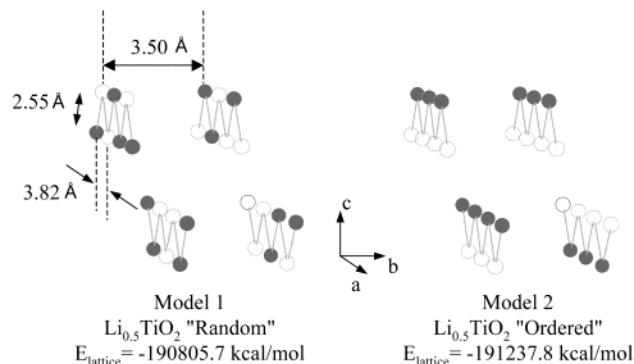 3.50 Å
2.55 Å
3.82 Å
c
b
a
Model 1
Li0.5TiO2 "Random"
Elattice= -190805.7 kcal/mol
Model 2
Li0.5TiO2 "Ordered"
Elattice= -191237.8 kcal/mol